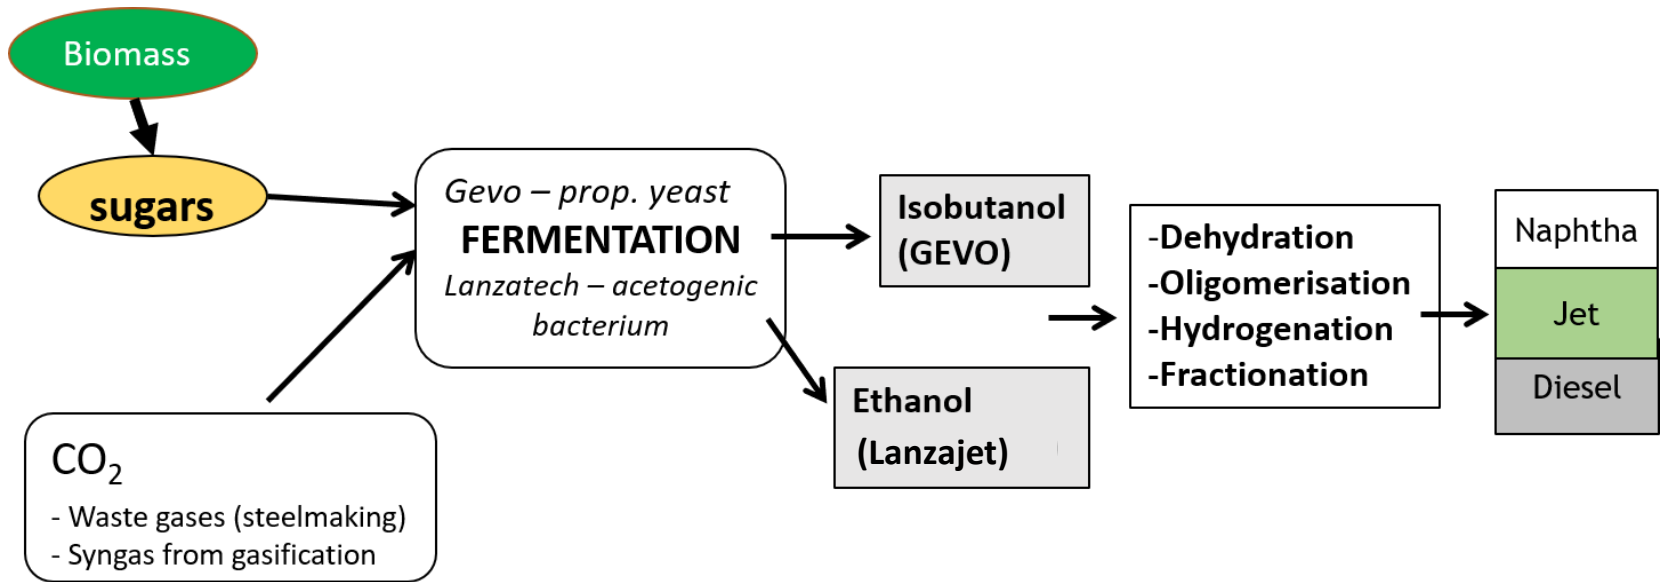 Biomass
sugars
CO₂
- Waste gases (steelmaking)
- Syngas from gasification
Gevo – prop. yeast
FERMENTATION
Lanzatech – acetogenic
bacterium
Isobutanol
(GEVO)
Ethanol
(Lanzajet)
-Dehydration
-Oligomerisation
-Hydrogenation
-Fractionation
Naphtha
Jet
Diesel